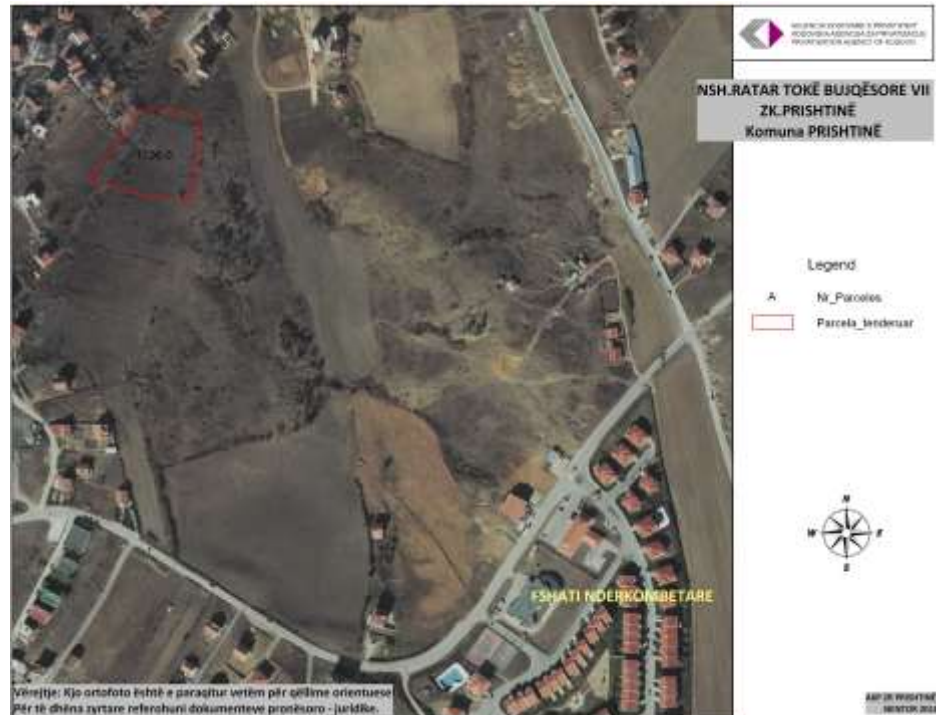 NSH.RATAR TOKË BUJQËSORE VII
ZK.PRISHTINË
Komuna PRISHTINË
Legend
A Nr_Parceles
Parcela_tenderuar
N
W E
S
FSHATI NDERKOMBETARE
Vërejtje: Kjo ortofoto është e paraqitur vetëm për qëllime orientuese
Për të dhëna zyrtare referohuni dokumenteve pronësoro - juridike.